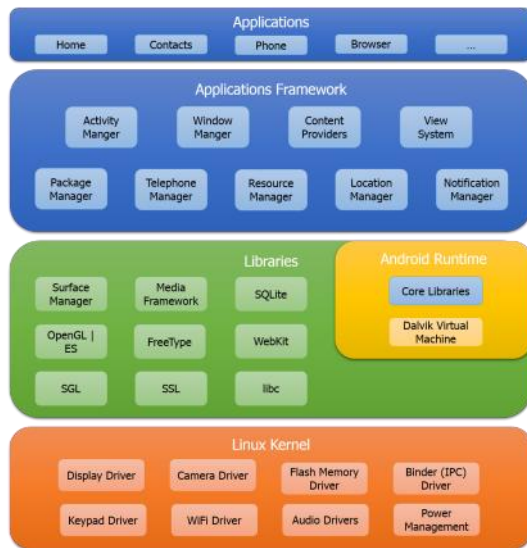 Applications
Home Contacts Phone Browser ...
Applications Framework
Activity Manger
Window Manger
Content Providers
View System
Package Manager
Telephone Manager
Resource Manager
Location Manager
Notification Manager
Libraries
Surface Manager
Media Framework
SQLite
OpenGL | ES
FreeType
WebKit
SGL
SSL
libc
Android Runtime
Core Libraries
Dalvik Virtual Machine
Linux Kernel
Display Driver
Camera Driver
Flash Memory Driver
Binder (IPC) Driver
Keypad Driver
WiFi Driver
Audio Drivers
Power Management